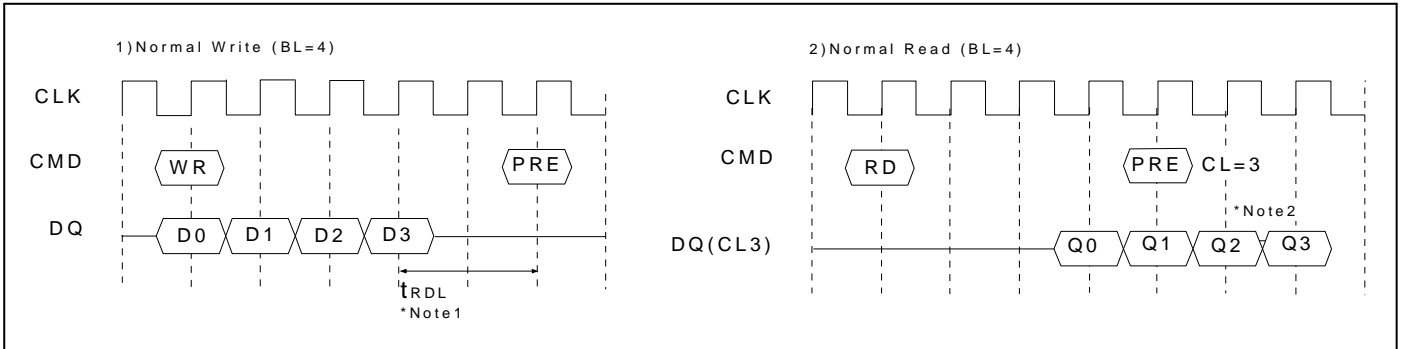 1)Normal Write (BL=4)
CLK
CMD
WR
PRE
DQ
D0 D1 D2 D3
tRDL
*Note1
2)Normal Read (BL=4)
CLK
CMD
RD
PRE CL=3
*Note2
DQ(CL3)
Q0 Q1 Q2 Q3